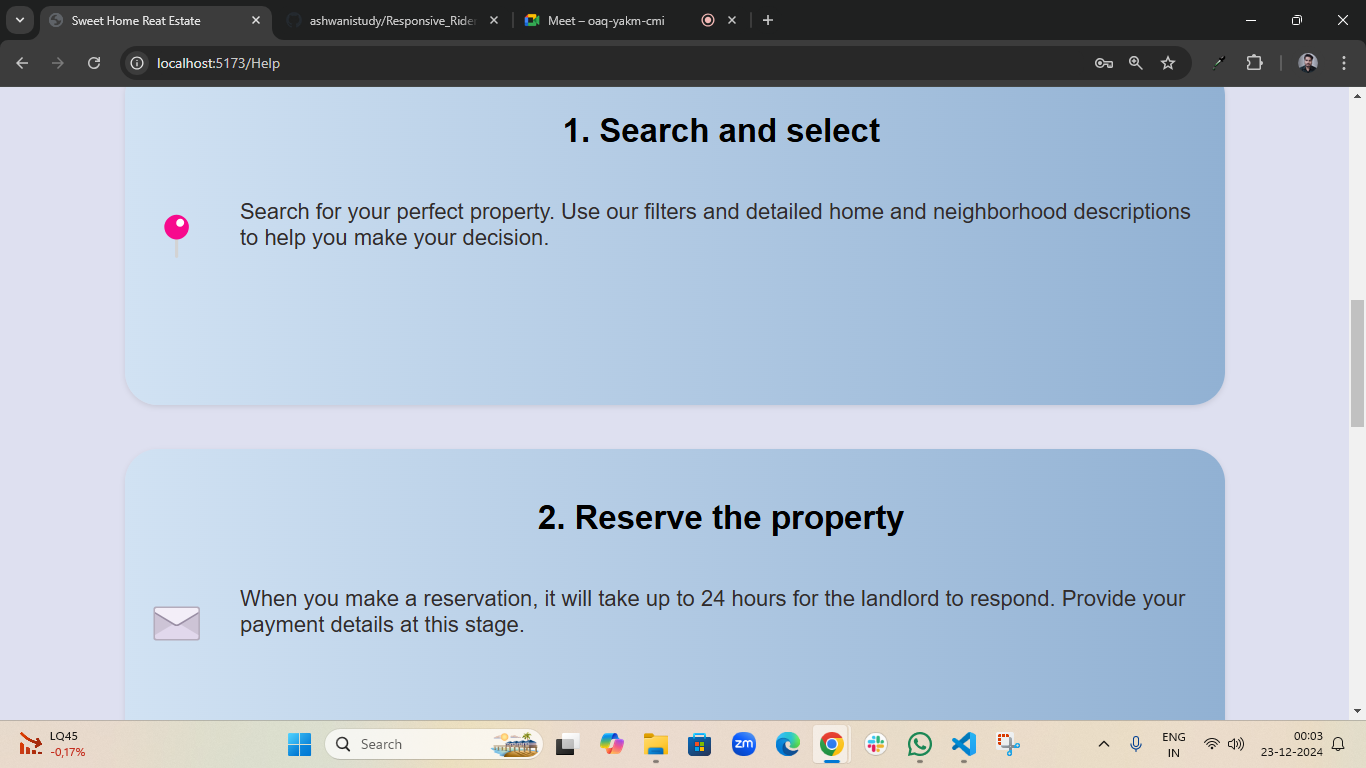 Sweet Home Reat Estate
ashwanistudy/Responsive_Rider
Meet – oaq-yakm-cmi
localhost:5173/Help
1. Search and select
Search for your perfect property. Use our filters and detailed home and neighborhood descriptions
to help you make your decision.
2. Reserve the property
When you make a reservation, it will take up to 24 hours for the landlord to respond. Provide your
payment details at this stage.
LQ45
-0,17%
Search
zm
ENG
IN
00:03
23-12-2024